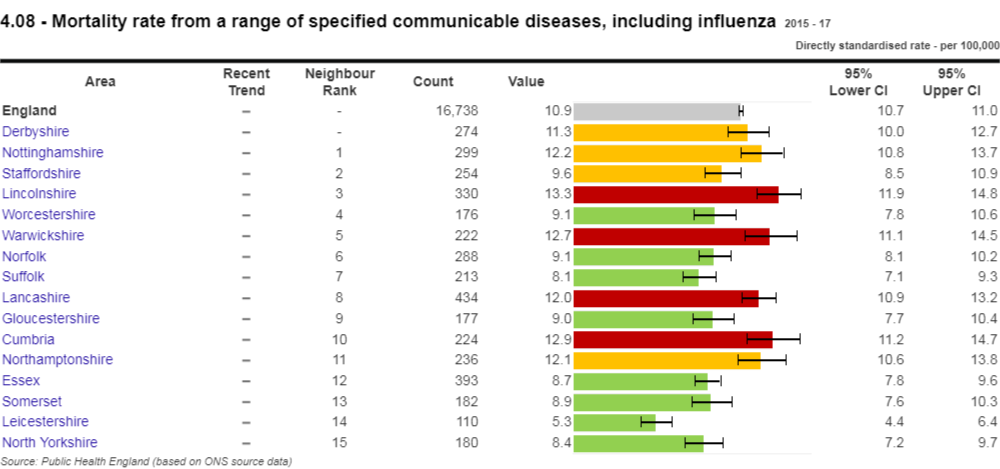 4.08 - Mortality rate from a range of specified communicable diseases, including influenza 2015 - 17
Directly standardised rate - per 100,000
Area Recent Trend Neighbour Rank Count Value 95% Lower CI 95% Upper CI
England – - 16,738 10.9 10.7 11.0
Derbyshire – - 274 11.3 10.0 12.7
Nottinghamshire – 1 299 12.2 10.8 13.7
Staffordshire – 2 254 9.6 8.5 10.9
Lincolnshire – 3 330 13.3 11.9 14.8
Worcestershire – 4 176 9.1 7.8 10.6
Warwickshire – 5 222 12.7 11.1 14.5
Norfolk – 6 288 9.1 8.1 10.2
Suffolk – 7 213 8.1 7.1 9.3
Lancashire – 8 434 12.0 10.9 13.2
Gloucestershire – 9 177 9.0 7.7 10.4
Cumbria – 10 224 12.9 11.2 14.7
Northamptonshire – 11 236 12.1 10.6 13.8
Essex – 12 393 8.7 7.8 9.6
Somerset – 13 182 8.9 7.6 10.3
Leicestershire – 14 110 5.3 4.4 6.4
North Yorkshire – 15 180 8.4 7.2 9.7
Source: Public Health England (based on ONS source data)